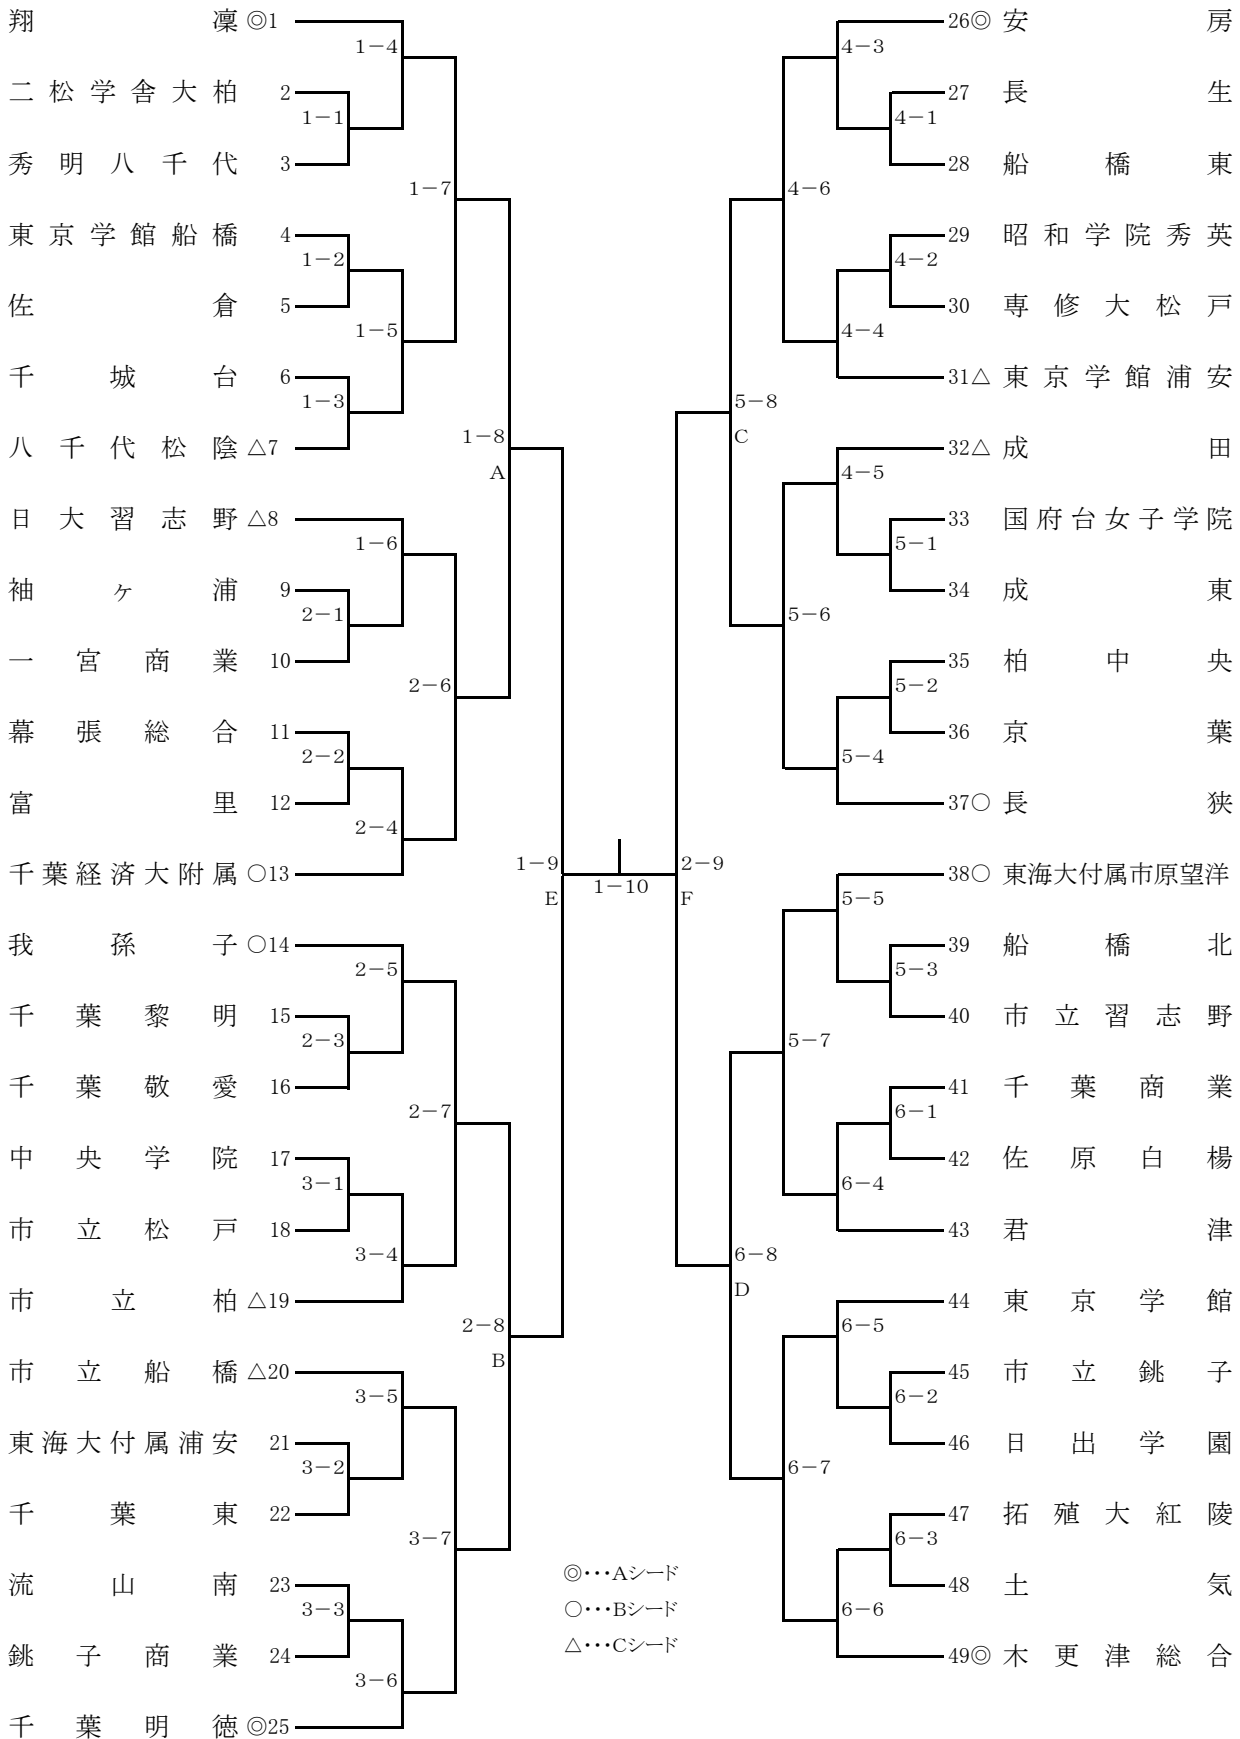 翔凜 ◎1
1-4
二松学舎大柏 2
1-1
秀明八千代 3
1-7
東京学館船橋 4
1-2
佐倉 5
1-5
千城台 6
1-3
八千代松陰 △7
1-8
A
日大習志野 △8
1-6
袖ヶ浦 9
2-1
一宮商業 10
2-6
幕張総合 11
2-2
富里 12
2-4
千葉経済大附属 ○13
1-9
E
我孫子 ○14
2-5
千葉黎明 15
2-3
千葉敬愛 16
2-7
中央学院 17
3-1
市立松戸 18
3-4
市立柏 △19
2-8
B
市立船橋 △20
3-5
東海大付属浦安 21
3-2
千葉東 22
3-7
流山南 23
3-3
銚子商業 24
3-6
千葉明徳 ◎25
1-10
26◎ 安房
4-3
27 長生
4-1
28 船橋東
4-6
29 昭和学院秀英
4-2
30 専修大松戸
4-4
31△ 東京学館浦安
5-8
C
32△ 成田
4-5
33 国府台女子学院
5-1
34 成東
5-6
35 柏中央
5-2
36 京葉
5-4
37○ 長狭
2-9
F
38○ 東海大付属市原望洋
5-5
39 船橋北
5-3
40 市立習志野
5-7
41 千葉商業
6-1
42 佐原白楊
6-4
43 君津
6-8
D
44 東京学館
6-5
45 市立銚子
6-2
46 日出学園
6-7
47 拓殖大紅陵
6-3
48 土気
6-6
49◎ 木更津総合
◎・・・Aシード
○・・・Bシード
△・・・Cシード